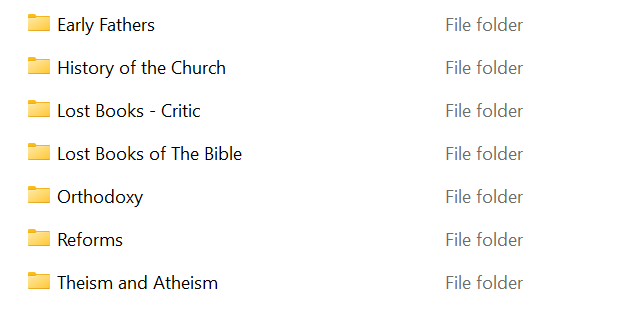 Early Fathers File folder
History of the Church File folder
Lost Books - Critic File folder
Lost Books of The Bible File folder
Orthodoxy File folder
Reforms File folder
Theism and Atheism File folder